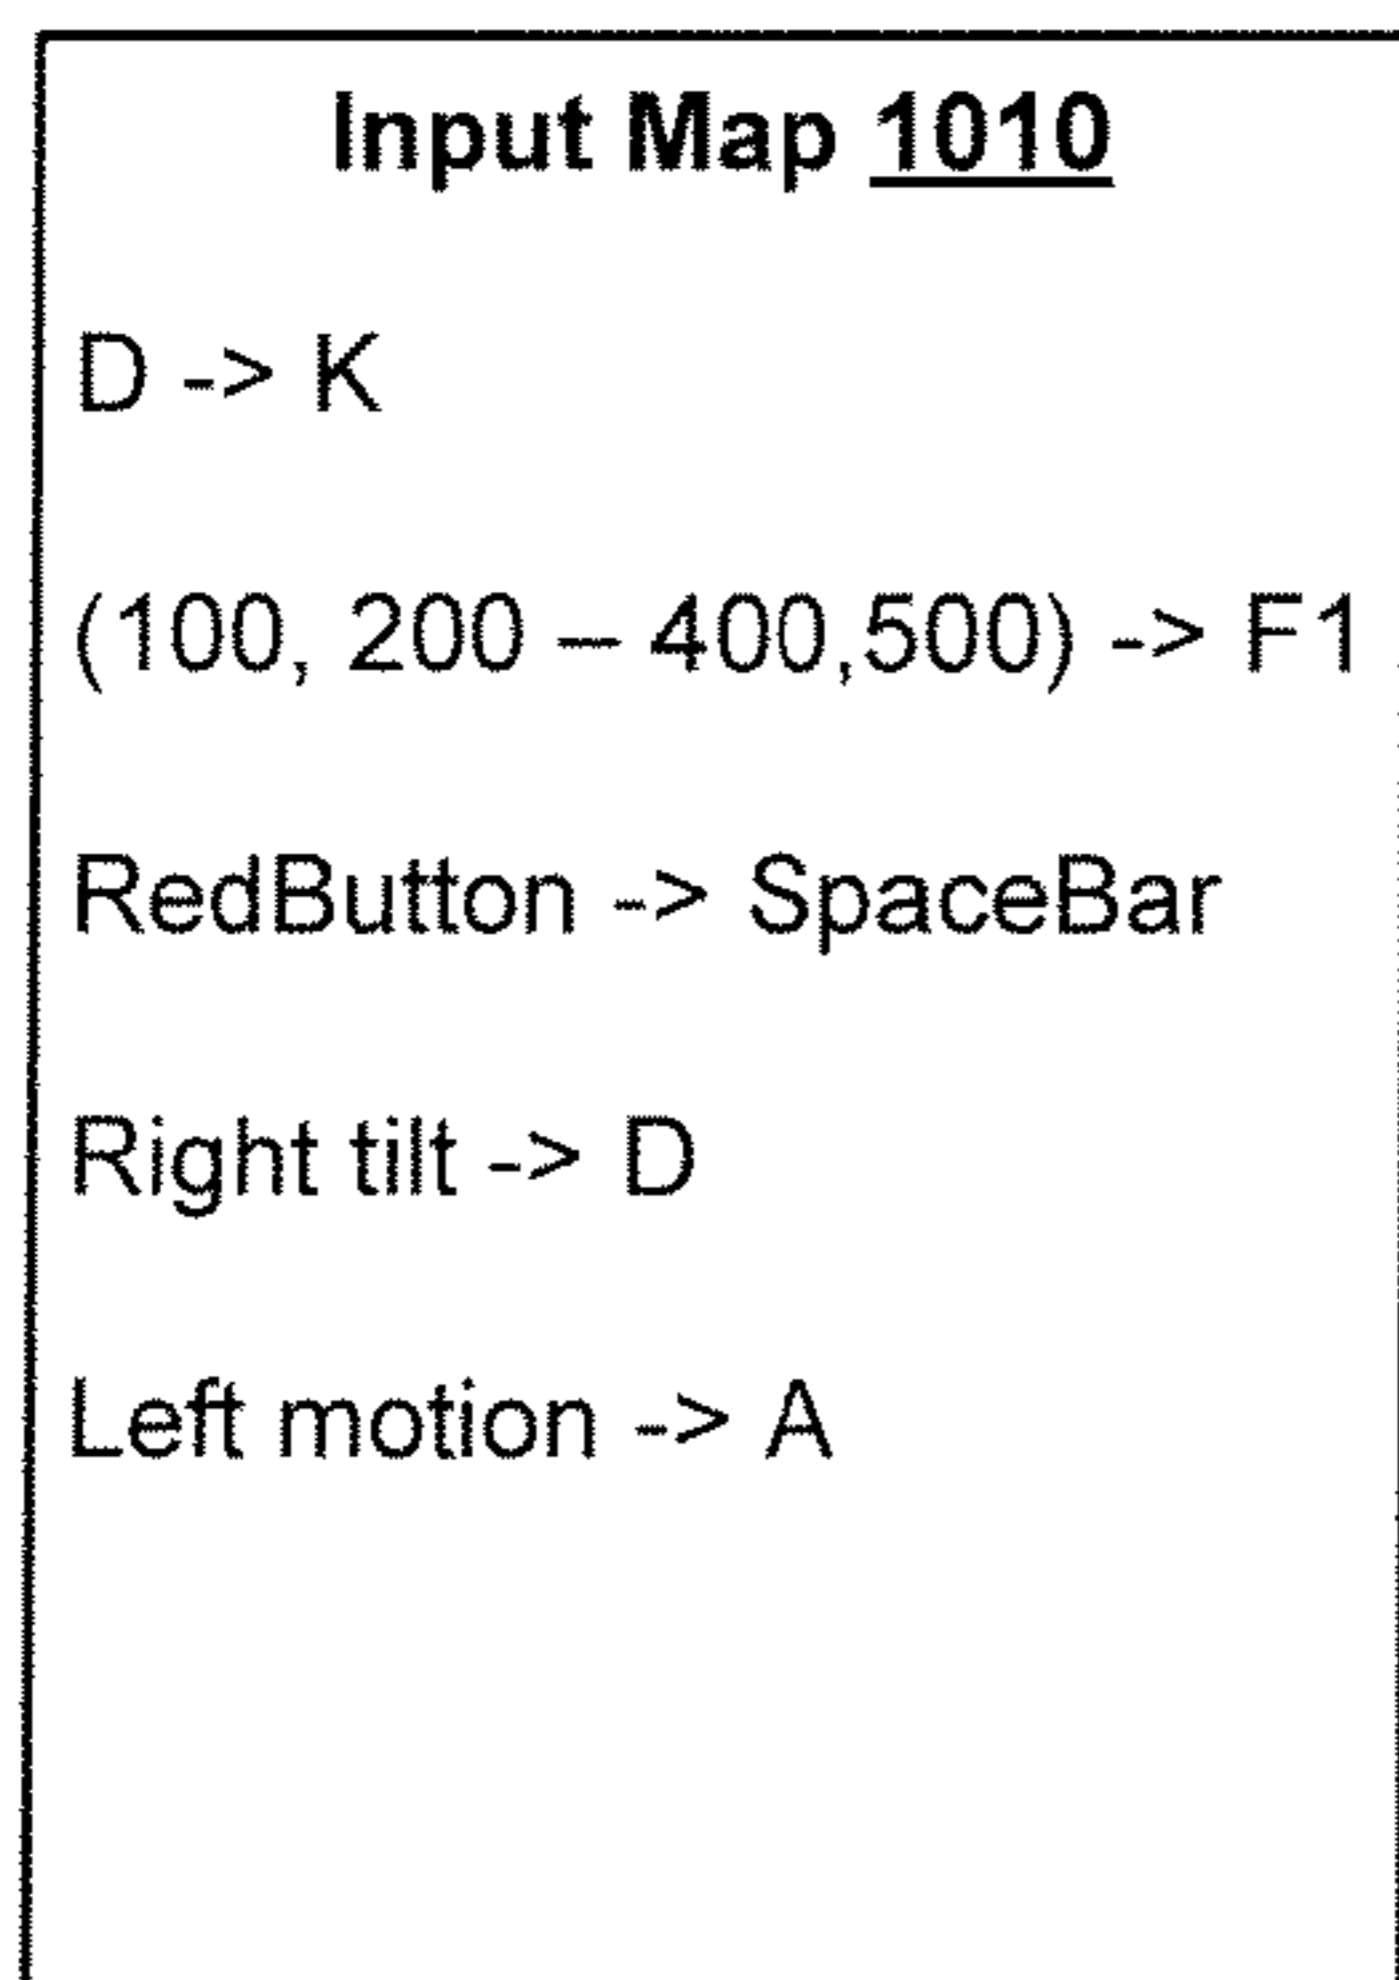 Input Map 1010
D -> K
(100, 200 – 400,500) -> F1
RedButton -> SpaceBar
Right tilt -> D
Left motion -> A